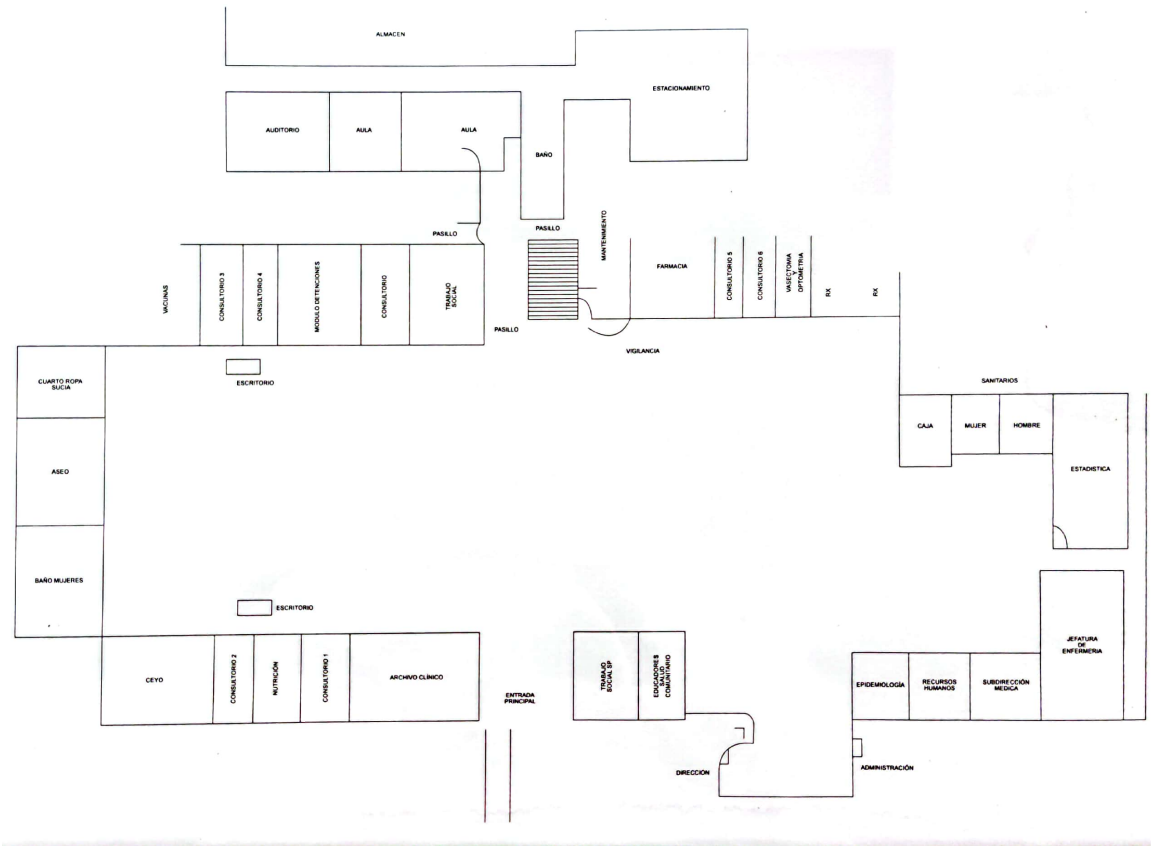 ALMACEN
ESTACIONAMIENTO
AUDITORIO
AULA
AULA
BAÑO
PASILLO
PASILLO
MANTENIMIENTO
VACUNAS
CONSULTORIO 3
CONSULTORIO 4
MODULO DETENCIONES
CONSULTORIO
TRABAJO
SOCIAL
FARMACIA
CONSULTORIO 5
CONSULTORIO 6
VASECTOMIA
Y
OPTOMETRIA
RX
RX
PASILLO
VIGILANCIA
CUARTO ROPA
SUCIA
ESCRITORIO
SANITARIOS
CAJA
MUJER
HOMBRE
ESTADISTICA
ASEO
BAÑO MUJERES
ESCRITORIO
CEYO
CONSULTORIO 2
NUTRICIÓN
CONSULTORIO 1
ARCHIVO CLÍNICO
ENTRADA
PRINCIPAL
TRABAJO
SOCIAL SP
EDUCADORES
SALUD
COMUNITARIO
EPIDEMIOLOGÍA
RECURSOS
HUMANOS
SUBDIRECCIÓN
MEDICA
JEFATURA
DE
ENFERMERIA
DIRECCION
ADMINISTRACIÓN